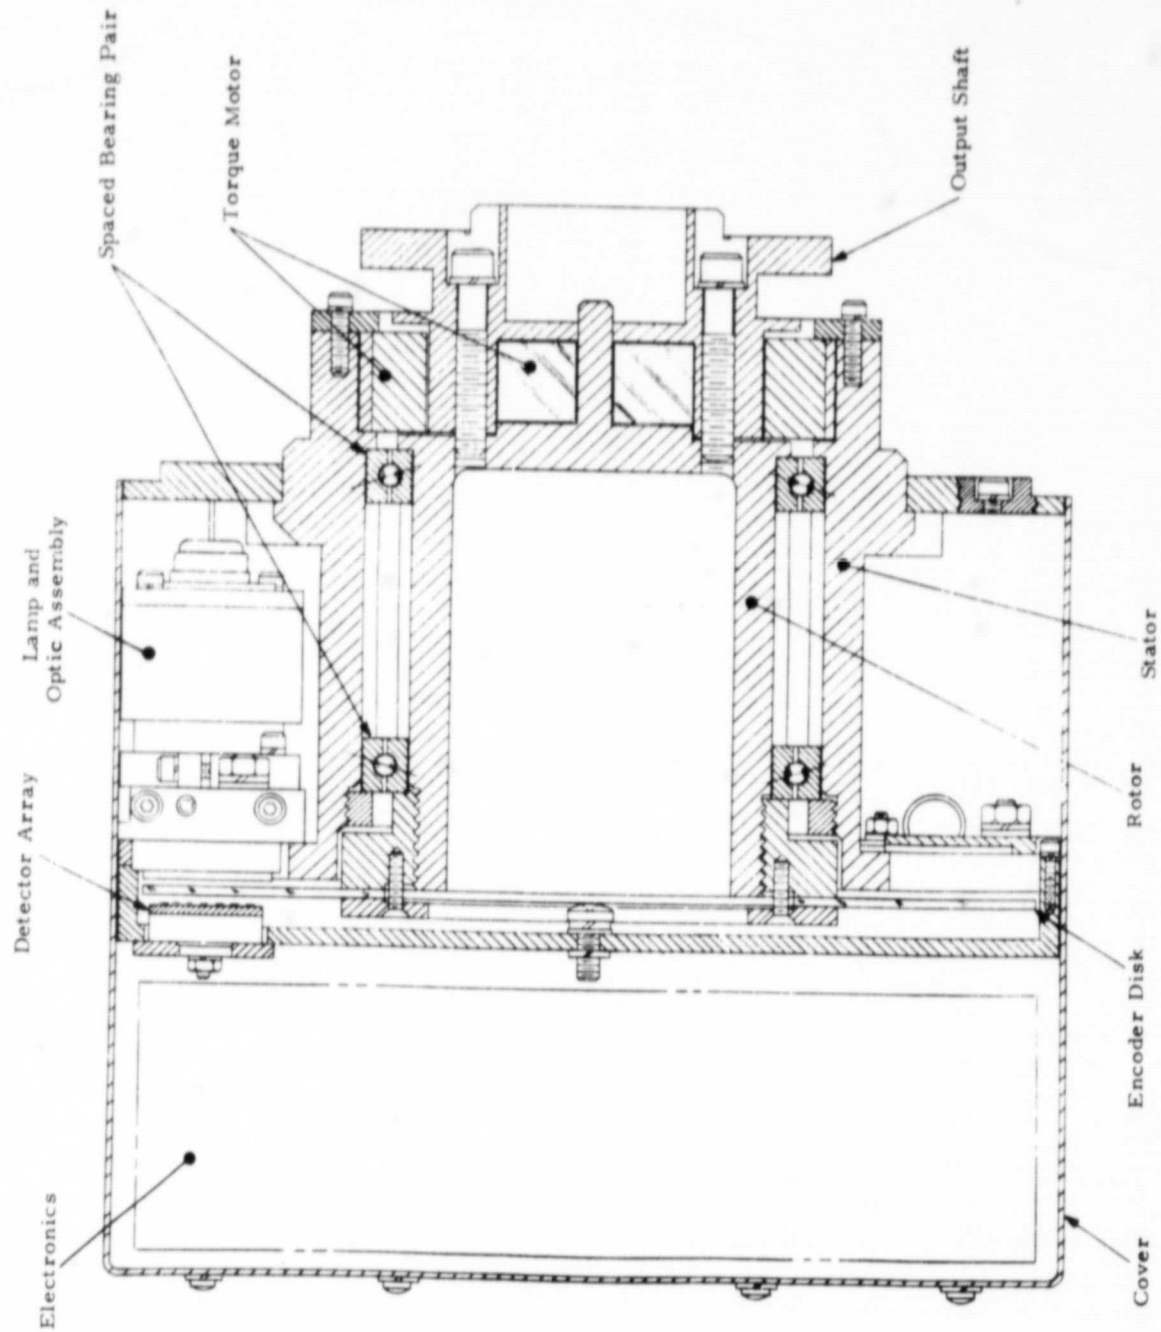 Spaced Bearing Pair
Torque Motor
Output Shaft
Lamp and
Optic Assembly
Detector Array
Stator
Rotor
Encoder Disk
Electronics
Cover